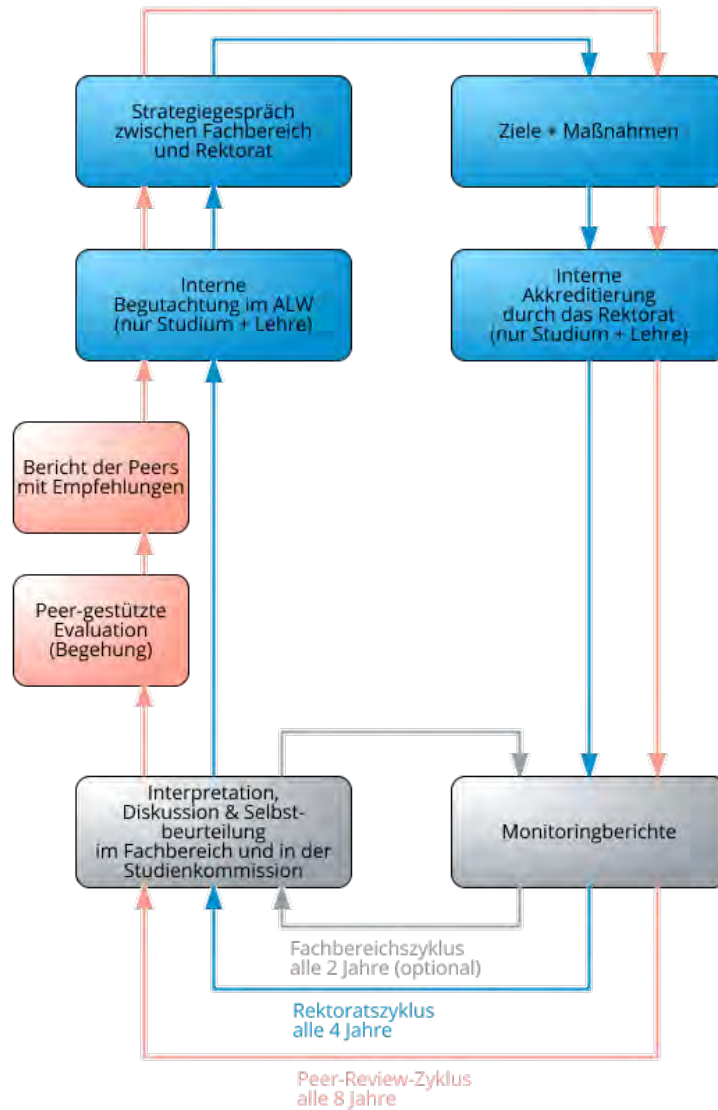 Strategiegespräch
zwischen Fachbereich
und Rektorat
Ziele + Maßnahmen
Interne
Begutachtung im ALW
(nur Studium + Lehre)
Interne
Akkreditierung
durch das Rektorat
(nur Studium + Lehre)
Bericht der Peers
mit Empfehlungen
Peer-gestützte
Evaluation
(Begehung)
Interpretation,
Diskussion & Selbst-
beurteilung
im Fachbereich und in der
Studienkommission
Monitoringberichte
Fachbereichszyklus
alle 2 Jahre (optional)
Rektoratszyklus
alle 4 Jahre
Peer-Review-Zyklus
alle 8 Jahre